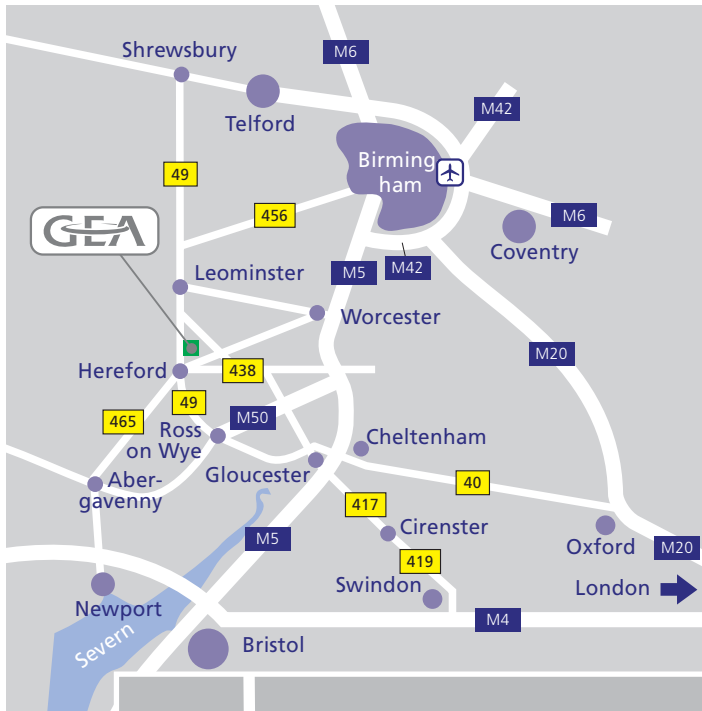 Shrewsbury
M6
Telford
M42
Birming
ham
49
456
M6
GEA
Coventry
Leominster
M5
M42
Worcester
M20
Hereford
438
49
M50
465
Ross
on Wye
Cheltenham
Gloucester
Aber-
gavenny
40
417
M5
Cirenster
Oxford
M20
419
Swindon
London
Newport
M4
Severn
Bristol